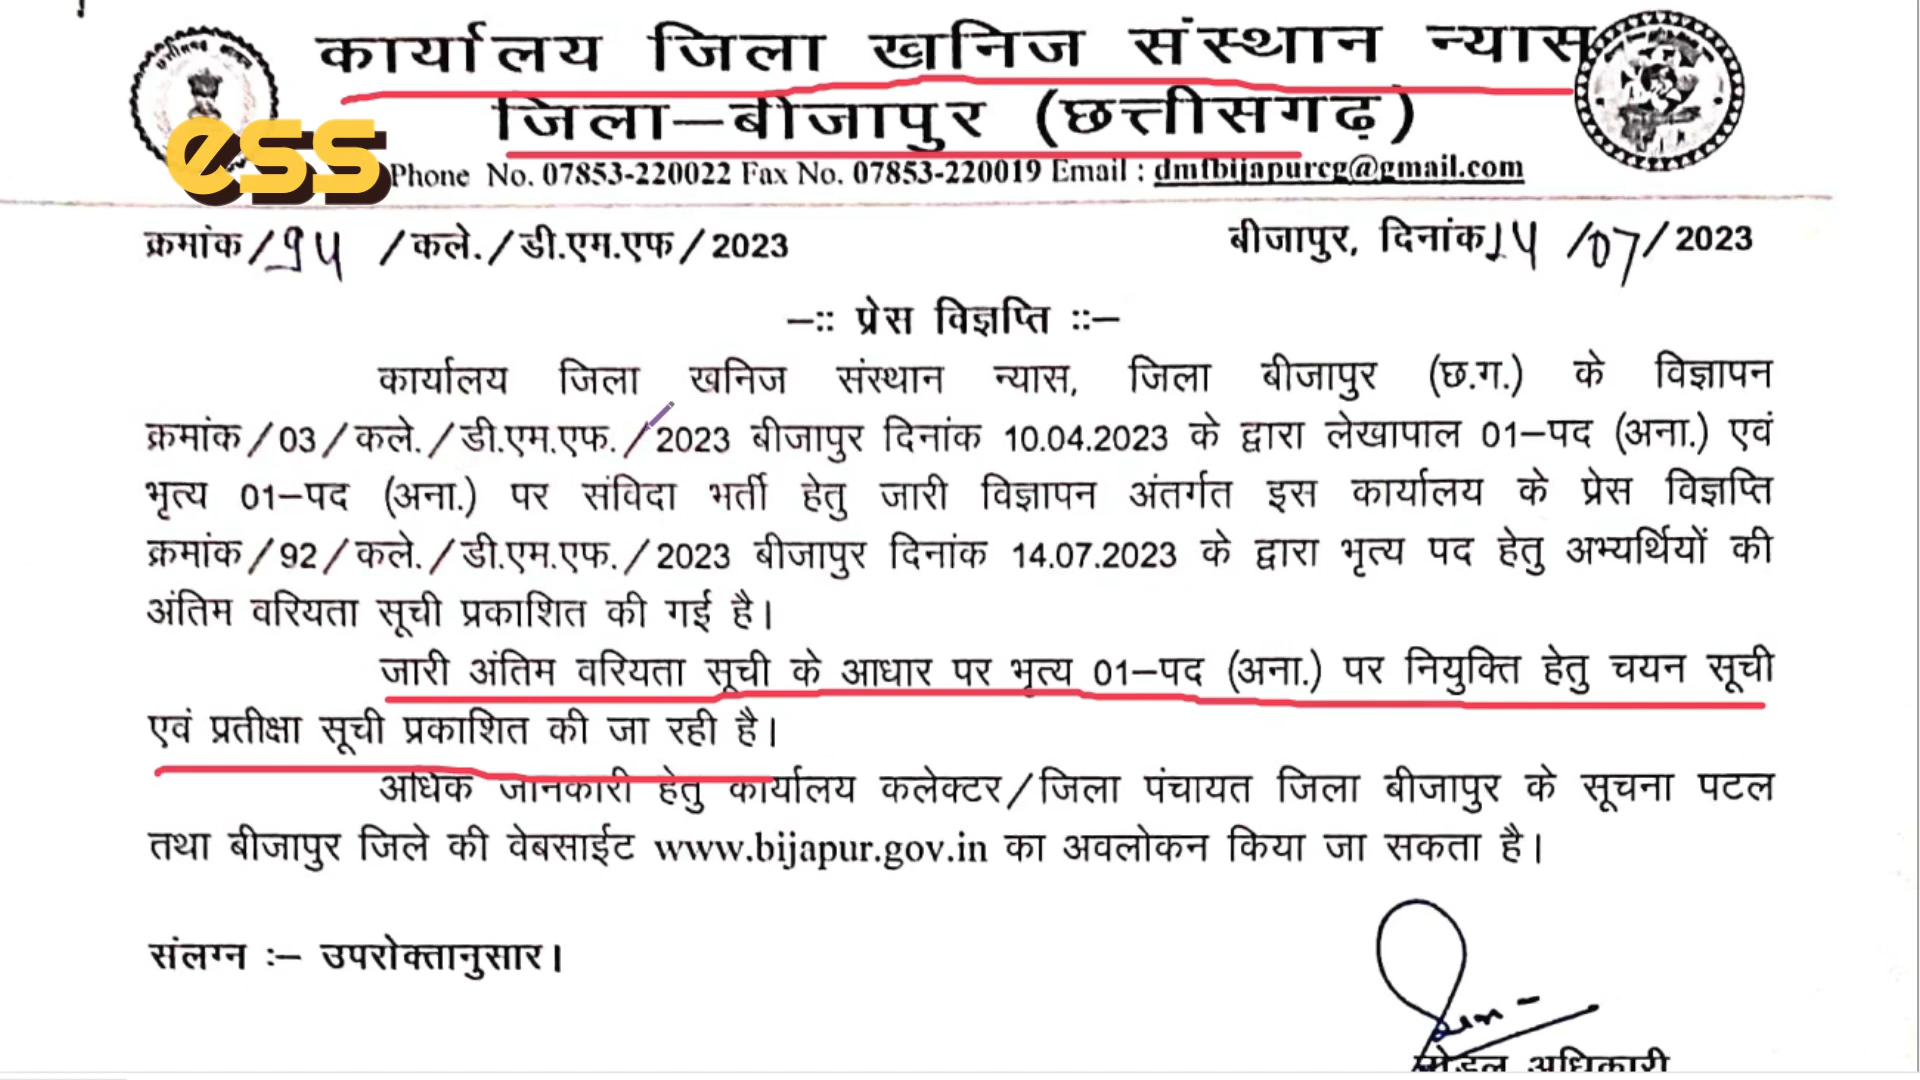 कार्यालय जिला खनिज संस्थान न्यास
जिला–बीजापुर (छत्तीसगढ़)
ess
Phone No. 07853-220022 Fax No. 07853-220019 Email : dmfbijapurcg@gmail.com
क्रमांक/94 /कले./डी.एम.एफ/2023 बीजापुर, दिनांक 14 /07/2023
–:: प्रेस विज्ञप्ति ::–
कार्यालय जिला खनिज संस्थान न्यास, जिला बीजापुर (छ.ग.) के विज्ञापन
क्रमांक/03/कले./डी.एम.एफ./2023 बीजापुर दिनांक 10.04.2023 के द्वारा लेखापाल 01–पद (अना.) एवं
भृत्य 01–पद (अना.) पर संविदा भर्ती हेतु जारी विज्ञापन अंतर्गत इस कार्यालय के प्रेस विज्ञप्ति
क्रमांक/92/कले./डी.एम.एफ./2023 बीजापुर दिनांक 14.07.2023 के द्वारा भृत्य पद हेतु अभ्यर्थियों की
अंतिम वरियता सूची प्रकाशित की गई है।
जारी अंतिम वरियता सूची के आधार पर भृत्य 01–पद (अना.) पर नियुक्ति हेतु चयन सूची
एवं प्रतीक्षा सूची प्रकाशित की जा रही है।
अधिक जानकारी हेतु कार्यालय कलेक्टर/जिला पंचायत जिला बीजापुर के सूचना पटल
तथा बीजापुर जिले की वेबसाईट www.bijapur.gov.in का अवलोकन किया जा सकता है।
संलग्न :– उपरोक्तानुसार।
नोडल अधिकारी